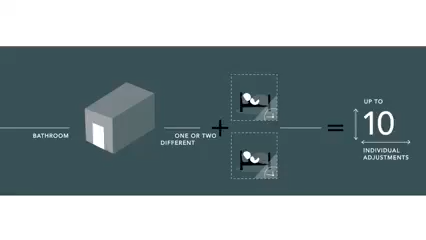 BATHROOM
ONE OR TWO
DIFFERENT
+
=
UP TO
10
INDIVIDUAL
ADJUSTMENTS